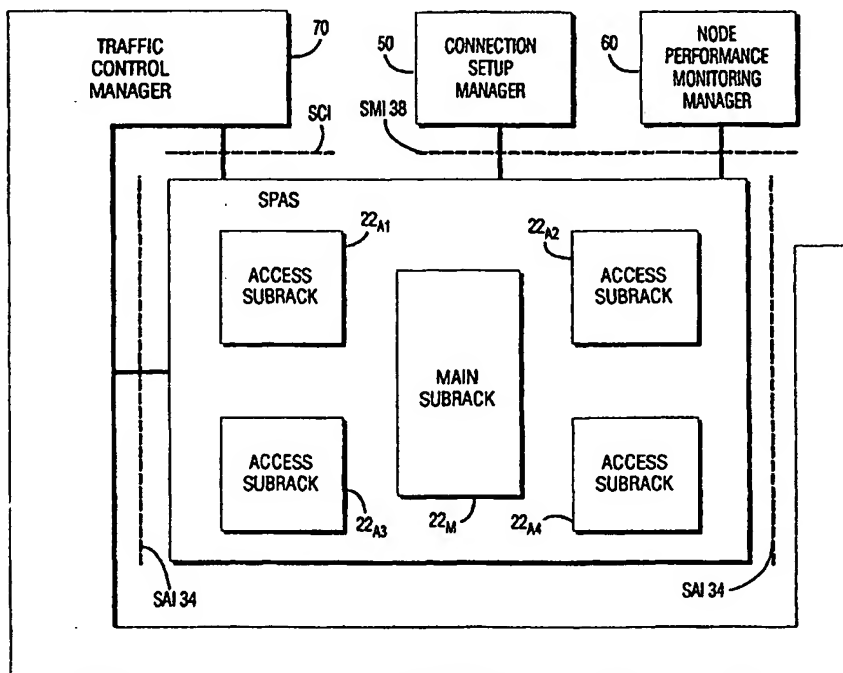 TRAFFIC
CONTROL
MANAGER
70
50
CONNECTION
SETUP
MANAGER
60
NODE
PERFORMANCE
MONITORING
MANAGER
SCI
SMI 38
SPAS
22A1
ACCESS
SUBRACK
22A2
ACCESS
SUBRACK
MAIN
SUBRACK
22M
ACCESS
SUBRACK
22A3
ACCESS
SUBRACK
22A4
SAI 34
SAI 34